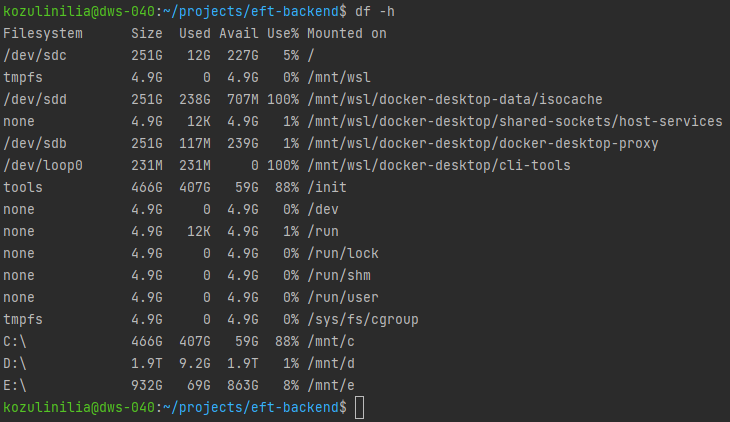 kozulinilia@dws-040:~/projects/eft-backend$ df -h
Filesystem      Size  Used Avail Use% Mounted on
/dev/sdc        251G   12G  227G   5% /
tmpfs           4.9G     0  4.9G   0% /mnt/wsl
/dev/sdd        251G  238G  707M 100% /mnt/wsl/docker-desktop-data/isocache
none            4.9G   12K  4.9G   1% /mnt/wsl/docker-desktop/shared-sockets/host-services
/dev/sdb        251G  117M  239G   1% /mnt/wsl/docker-desktop/docker-desktop-proxy
/dev/loop0      231M  231M     0 100% /mnt/wsl/docker-desktop/cli-tools
tools           466G  407G   59G  88% /init
none            4.9G     0  4.9G   0% /dev
none            4.9G   12K  4.9G   1% /run
none            4.9G     0  4.9G   0% /run/lock
none            4.9G     0  4.9G   0% /run/shm
none            4.9G     0  4.9G   0% /run/user
tmpfs           4.9G     0  4.9G   0% /sys/fs/cgroup
C:\             466G  407G   59G  88% /mnt/c
D:\             1.9T  9.2G  1.9T   1% /mnt/d
E:\             932G   69G  863G   8% /mnt/e
kozulinilia@dws-040:~/projects/eft-backend$